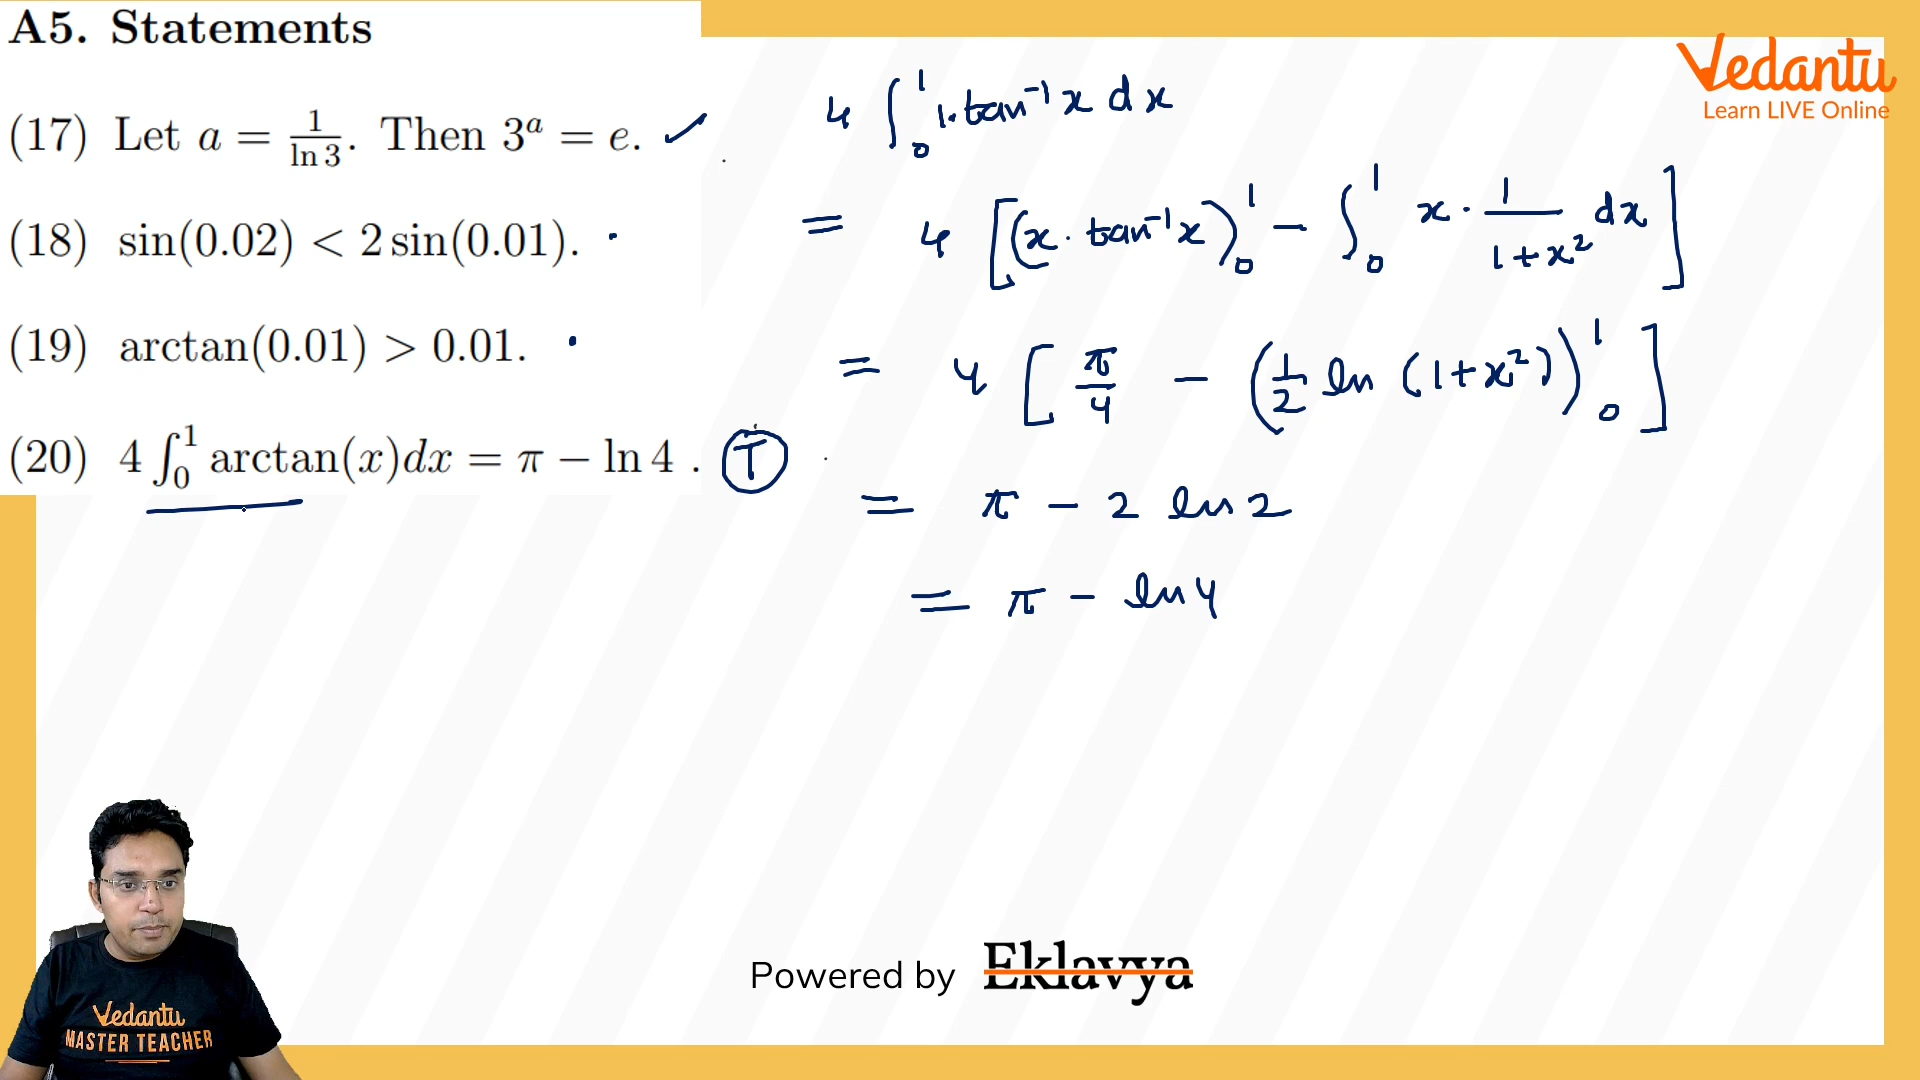 A5. Statements
(17) Let a = 1/ln 3. Then 3^a = e. ✓
(18) sin(0.02) < 2 sin(0.01).
(19) arctan(0.01) > 0.01.
(20) 4 ∫₀¹ arctan(x)dx = π − ln 4 . T
4 ∫₀¹ 1·tan⁻¹ x dx
= 4 [(x · tan⁻¹x)₀¹ − ∫₀¹ x · 1/(1+x²) dx]
= 4 [π/4 − (1/2 ln (1+x²))₀¹]
= π − 2 ln 2
= π − ln 4
Vedantu
Learn LIVE Online
Powered by Eklavya
Vedantu
MASTER TEACHER